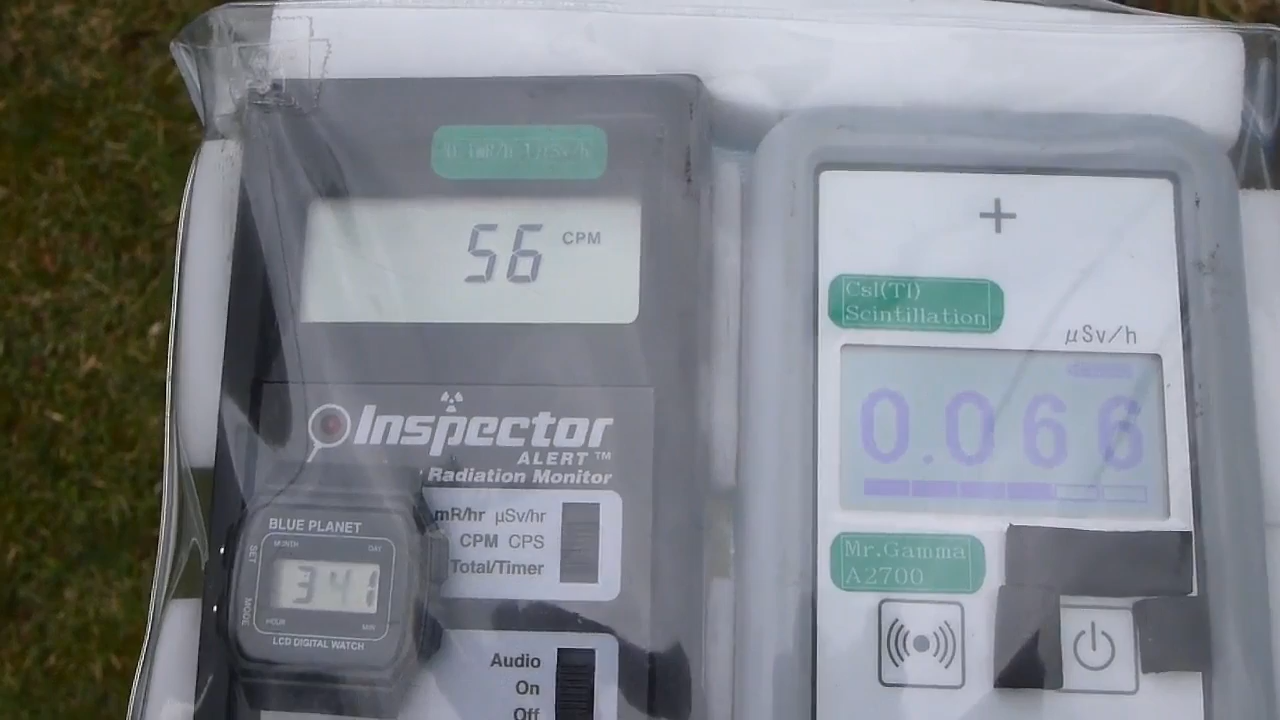 56 CPM
Inspector
ALERT™
Radiation Monitor
mR/hr µSv/hr
CPM CPS
Total/Timer
BLUE PLANET
MONTH DAY
SET
MODE
HOUR MIN
LCD DIGITAL WATCH
Audio
On
Off
+
CsI(Tl)
Scintillation
µSv/h
0.066
Mr.Gamma
A2700